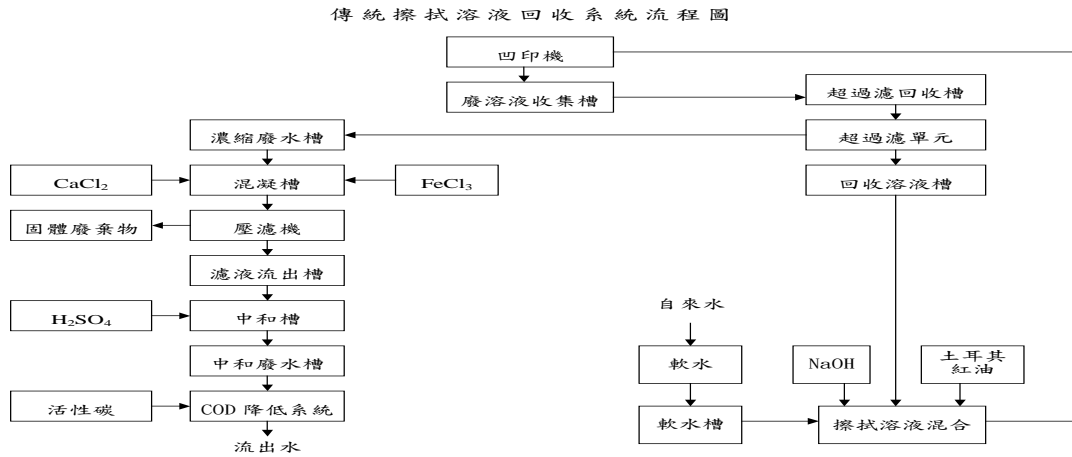 傳統擦拭溶液回收系統流程圖
凹印機
廢溶液收集槽
超過濾回收槽
濃縮廢水槽
超過濾單元
CaCl₂
混凝槽
FeCl₃
回收溶液槽
固體廢棄物
壓濾機
濾液流出槽
自來水
H₂SO₄
中和槽
中和廢水槽
軟水
NaOH
土耳其
紅油
活性碳
COD 降低系統
軟水槽
擦拭溶液混合
流出水